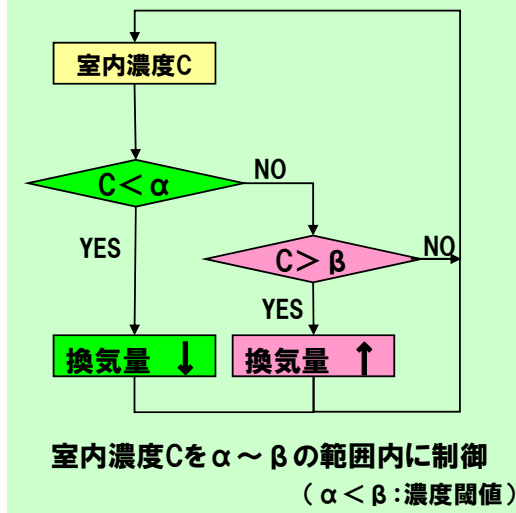 室内濃度C
C<α
NO
YES
C>β
NO
YES
換気量 ↓
換気量 ↑
室内濃度Cをα～βの範囲内に制御
(α<β:濃度閾値)